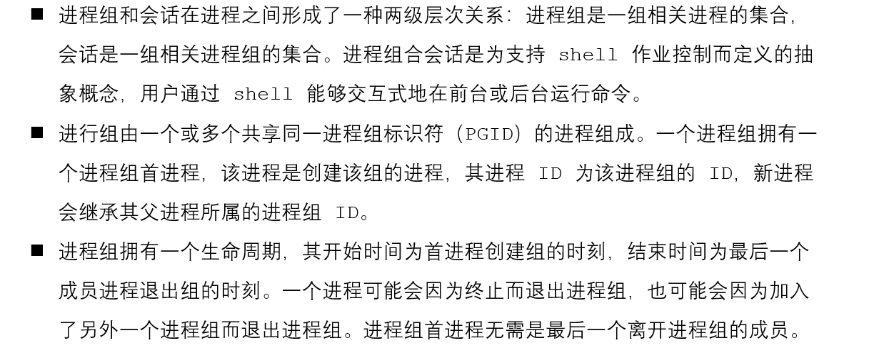 ■ 进程组和会话在进程之间形成了一种两级层次关系：进程组是一组相关进程的集合，
会话是一组相关进程组的集合。进程组合会话是为支持 shell 作业控制而定义的抽
象概念，用户通过 shell 能够交互式地在前台或后台运行命令。
■ 进行组由一个或多个共享同一进程组标识符（PGID）的进程组成。一个进程组拥有一
个进程组首进程，该进程是创建该组的进程，其进程 ID 为该进程组的 ID，新进程
会继承其父进程所属的进程组 ID。
■ 进程组拥有一个生命周期，其开始时间为首进程创建组的时刻，结束时间为最后一个
成员进程退出组的时刻。一个进程可能会因为终止而退出进程组，也可能会因为加入
了另外一个进程组而退出进程组。进程组首进程无需是最后一个离开进程组的成员。